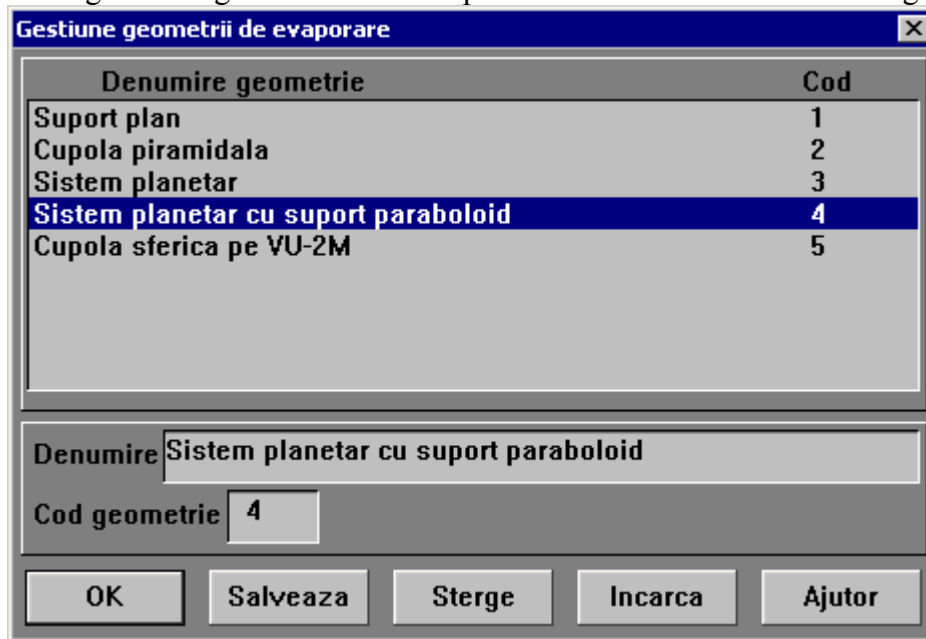 Gestiune geometrii de evaporare
Denumire geometrie Cod
Suport plan 1
Cupola piramidala 2
Sistem planetar 3
Sistem planetar cu suport paraboloid 4
Cupola sferica pe VU-2M 5
Denumire Sistem planetar cu suport paraboloid
Cod geometrie 4
OK Salveaza Sterge Incarca Ajutor